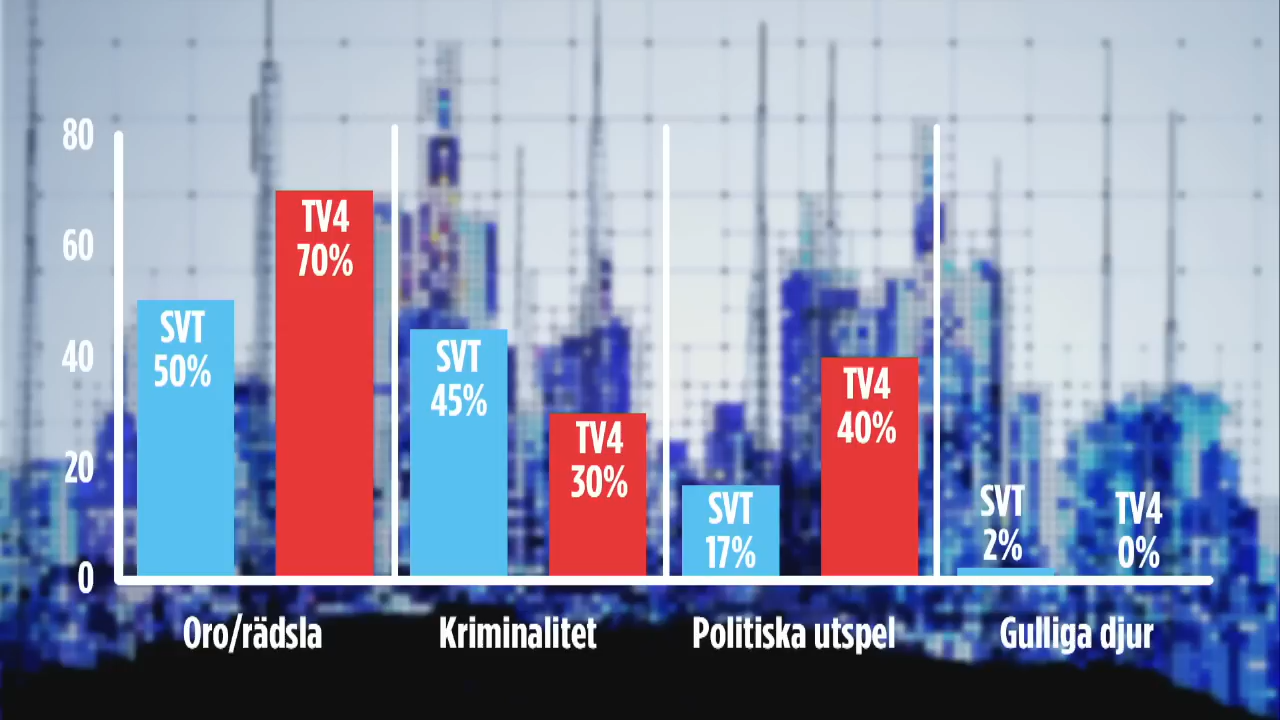 80
60
40
20
0
SVT
50%
TV4
70%
SVT
45%
TV4
30%
SVT
17%
TV4
40%
SVT
2%
TV4
0%
Oro/rädsla
Kriminalitet
Politiska utspel
Gulliga djur